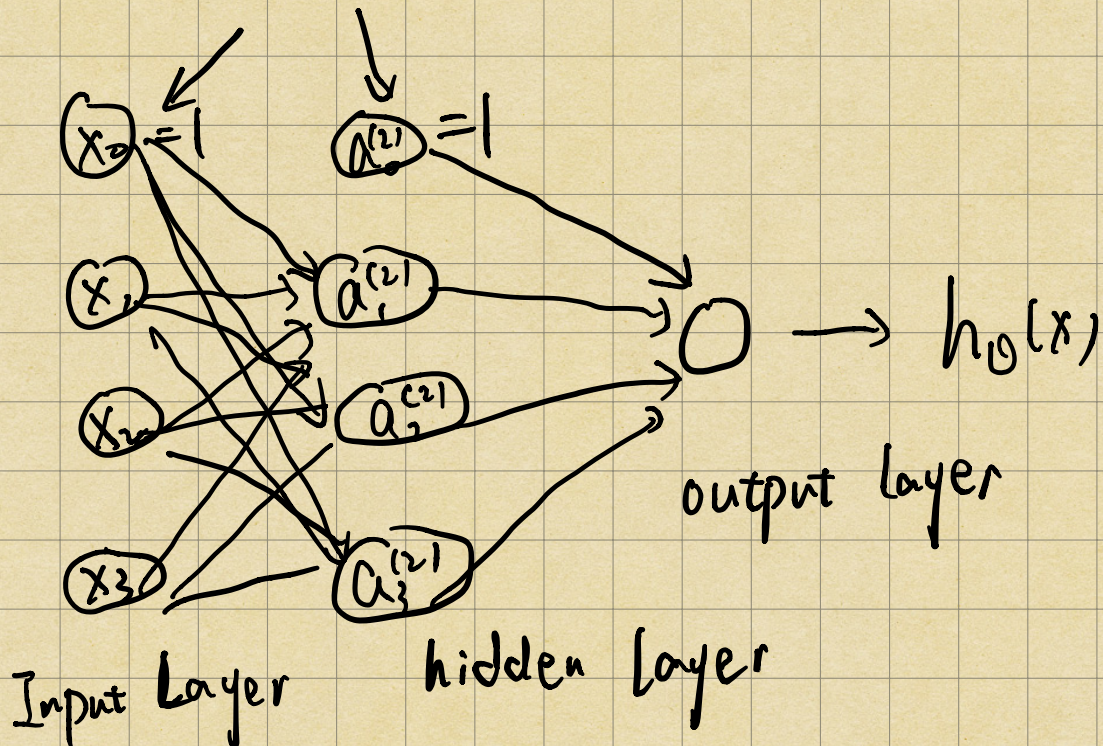 x₀ = 1
a₀⁽²⁾ = 1
x₁
a₁⁽²⁾
x₂
a₂⁽²⁾
x₃
a₃⁽²⁾
h_θ(x)
output layer
hidden layer
Input Layer